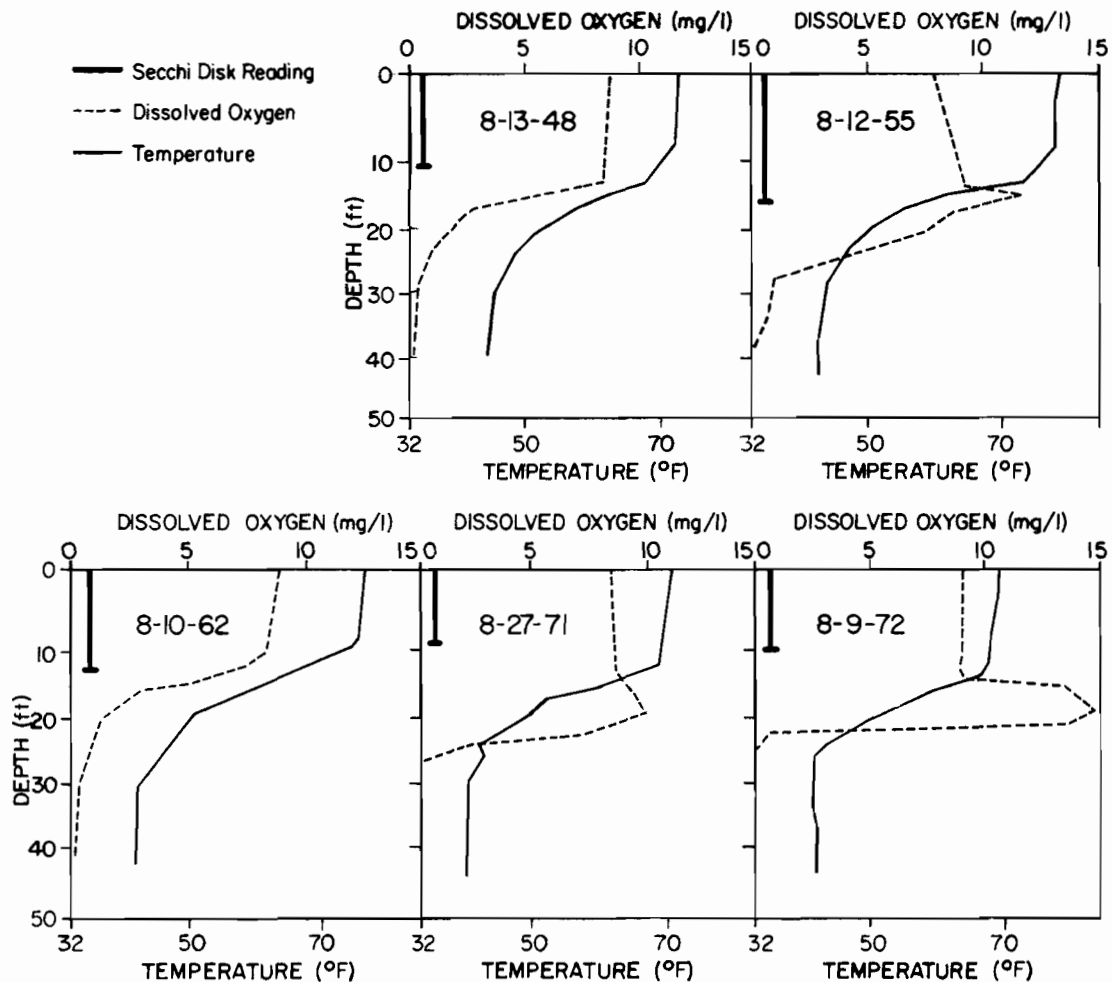 Secchi Disk Reading
Dissolved Oxygen
Temperature
DISSOLVED OXYGEN (mg/l)
0 5 10 15
8-13-48
DEPTH (ft)
0
10
20
30
40
50
32 50 70
TEMPERATURE (°F)
DISSOLVED OXYGEN (mg/l)
0 5 10 15
8-12-55
32 50 70
TEMPERATURE (°F)
DISSOLVED OXYGEN (mg/l)
0 5 10 15
8-10-62
DEPTH (ft)
0
10
20
30
40
50
32 50 70
TEMPERATURE (°F)
DISSOLVED OXYGEN (mg/l)
0 5 10 15
8-27-71
32 50 70
TEMPERATURE (°F)
DISSOLVED OXYGEN (mg/l)
0 5 10 15
8-9-72
32 50 70
TEMPERATURE (°F)